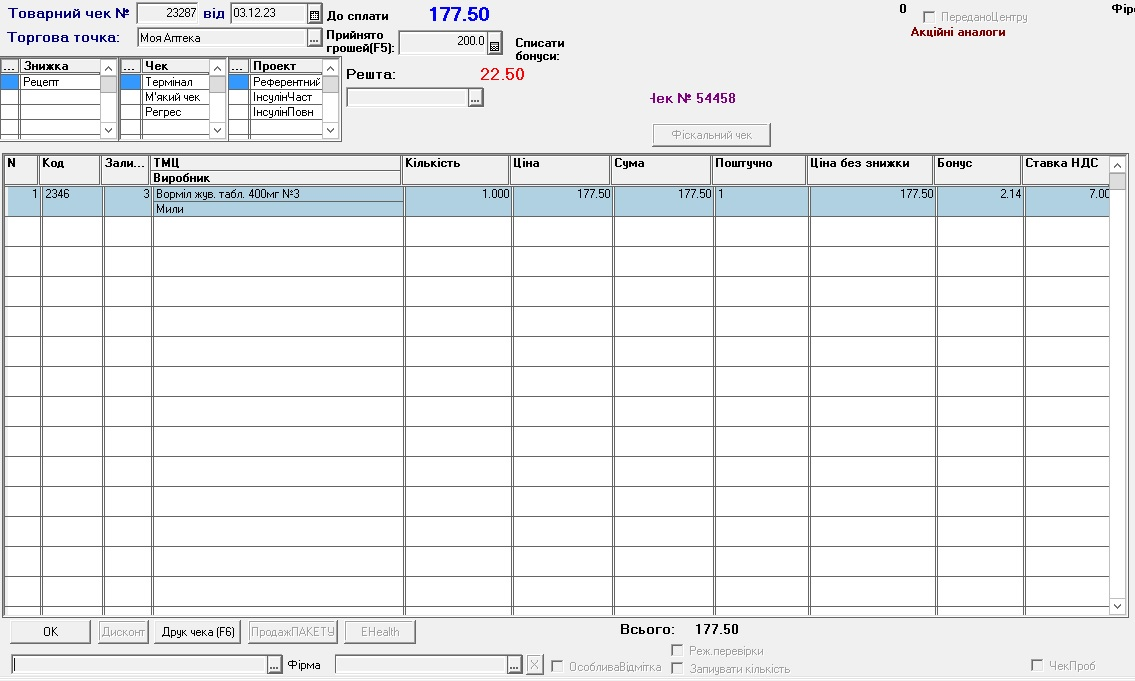 Товарний чек № 23287 від 03.12.23 До сплати 177.50 0 ПереданоЦентру
Торгова точка: Моя Аптека ... Прийнято грошей(F5): 200.0 Списати бонуси: Акційні аналоги
... Знижка ... Чек ... Проект Решта: 22.50
Рецепт Термінал Референтний
М'який чек ІнсулінЧаст ... Чек № 54458
Регрес ІнсулінПовн
Фіскальний чек
N Код Зали... ТМЦ Кількість Ціна Сума Поштучно Ціна без знижки Бонус Ставка НДС
Виробник
1 2346 3 Ворміл жув. табл. 400мг №3 1.000 177.50 177.50 1 177.50 2.14 7.00
Мили
OK Дисконт Друк чека (F6) ПродажПАКЕТУ EHealth Всього: 177.50
Реж.перевірки
... Фірма ... X ОсобливаВідмітка Запиувати кількість ЧекПроб